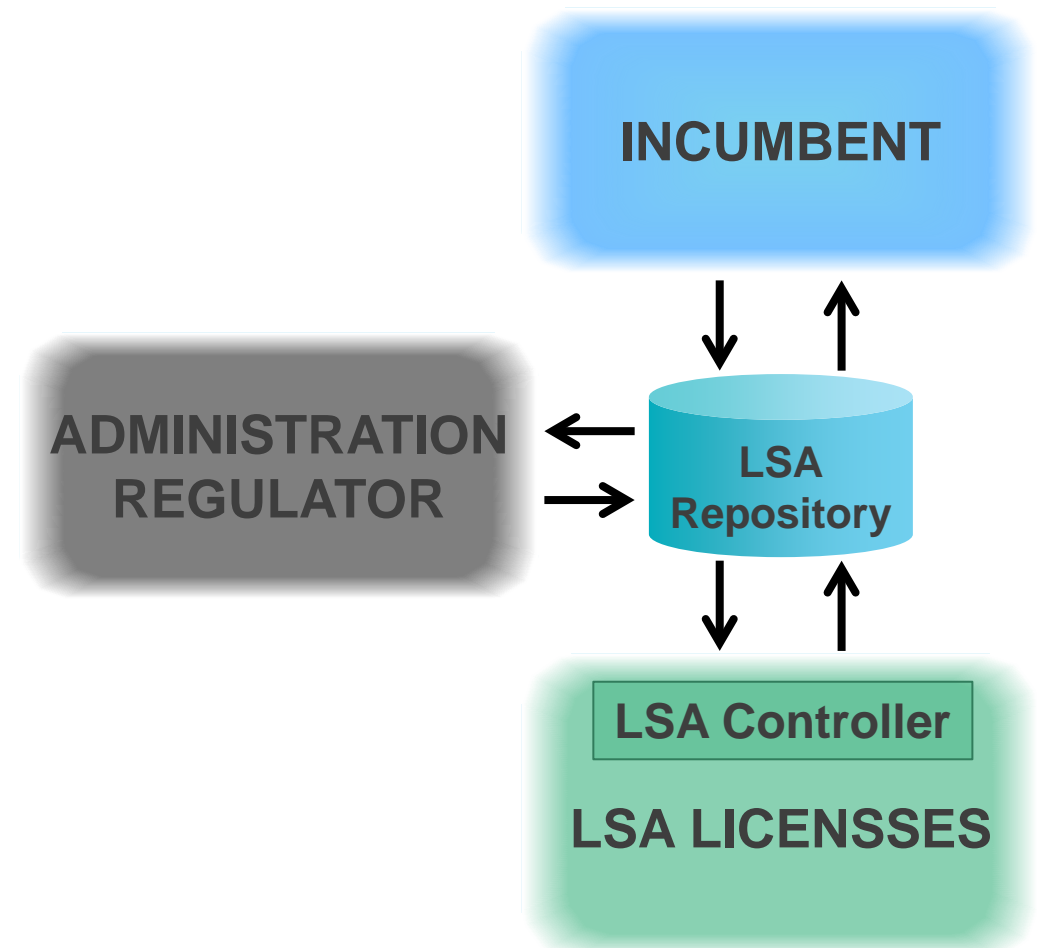 INCUMBENT
ADMINISTRATION
REGULATOR
LSA
Repository
LSA Controller
LSA LICENSSES